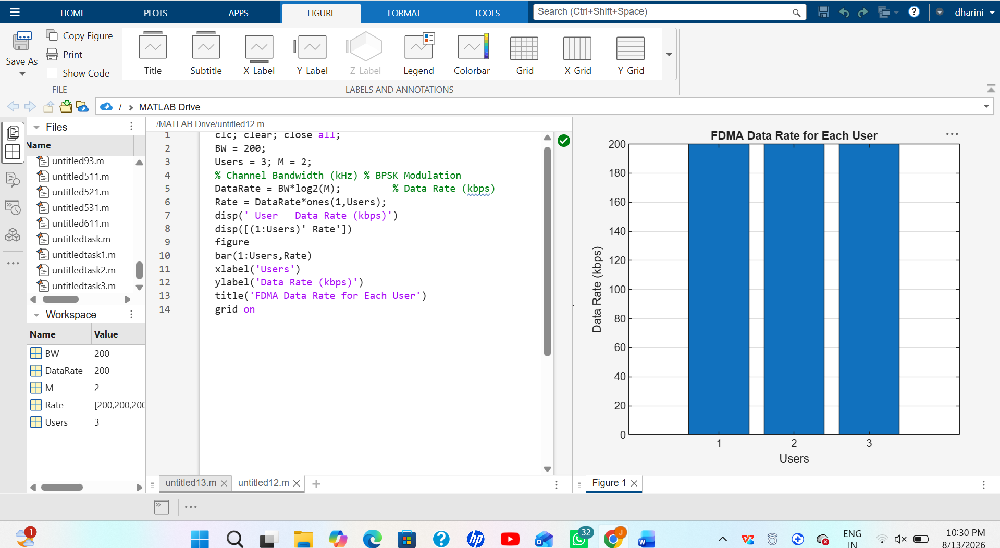 HOME PLOTS APPS FIGURE FORMAT TOOLS Search (Ctrl+Shift+Space) dharini
Save As
Copy Figure
Print
Show Code
FILE
Title Subtitle X-Label Y-Label Z-Label Legend Colorbar Grid X-Grid Y-Grid
LABELS AND ANNOTATIONS
/ MATLAB Drive
Files
Name
untitled93.m
untitled511.m
untitled521.m
untitled531.m
untitled611.m
untitledtask.m
untitledtask1.m
untitledtask2.m
untitledtask3.m
Workspace
Name Value
BW 200
DataRate 200
M 2
Rate [200,200,200
Users 3
/MATLAB Drive/untitled12.m
1 clc; clear; close all;
2 BW = 200;
3 Users = 3; M = 2;
4 % Channel Bandwidth (kHz) % BPSK Modulation
5 DataRate = BW*log2(M); % Data Rate (kbps)
6 Rate = DataRate*ones(1,Users);
7 disp(' User   Data Rate (kbps)')
8 disp([(1:Users)' Rate'])
9 figure
10 bar(1:Users,Rate)
11 xlabel('Users')
12 ylabel('Data Rate (kbps)')
13 title('FDMA Data Rate for Each User')
14 grid on
untitled13.m untitled12.m
FDMA Data Rate for Each User
Data Rate (kbps)
200
180
160
140
120
100
80
60
40
20
0
1 2 3
Users
Figure 1
1
hp
32
J
W
ENG
IN
10:30 PM
8/13/2026